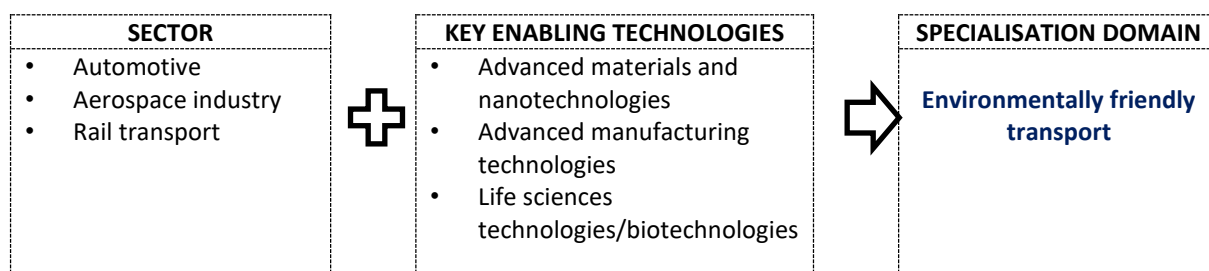 SECTOR
• Automotive
• Aerospace industry
• Rail transport
KEY ENABLING TECHNOLOGIES
• Advanced materials and
nanotechnologies
• Advanced manufacturing
technologies
• Life sciences
technologies/biotechnologies
SPECIALISATION DOMAIN
Environmentally friendly
transport